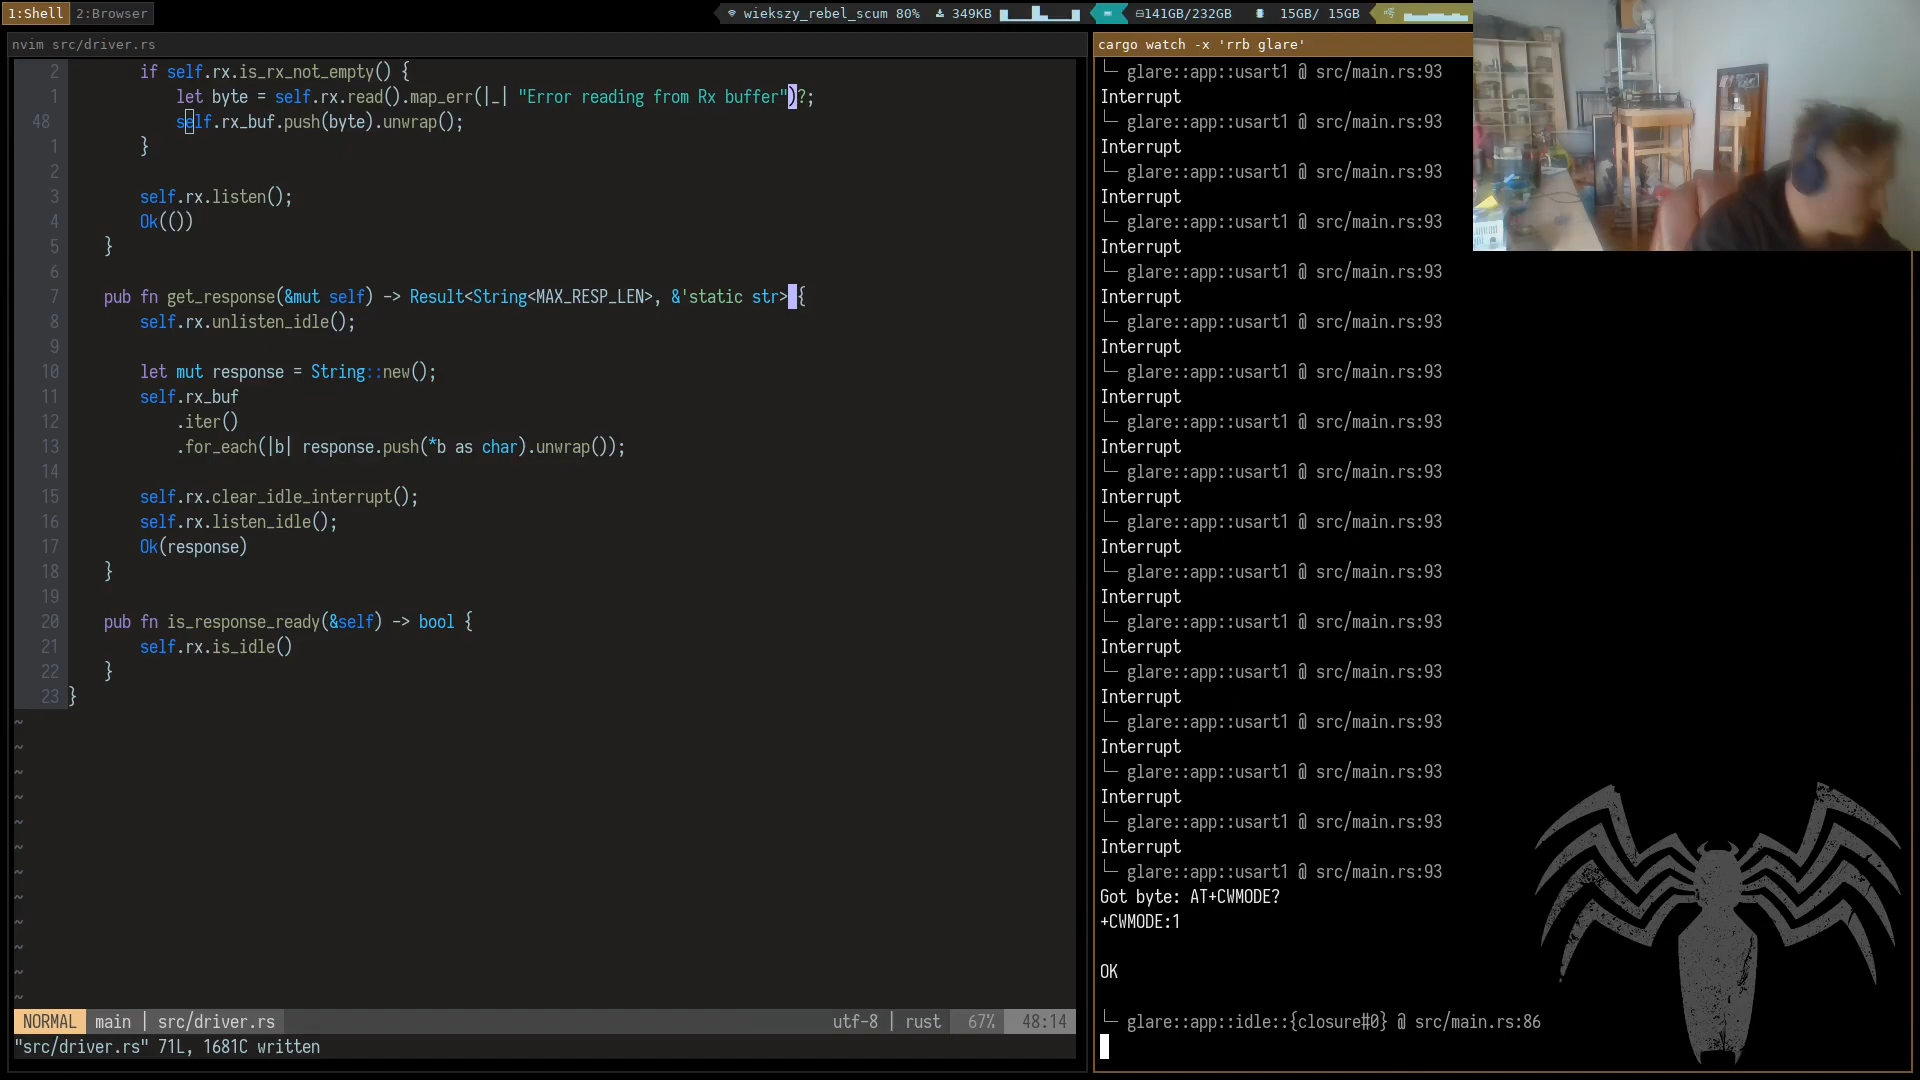 1:Shell 2:Browser
wiekszy_rebel_scum 80% 349KB 141GB/232GB 15GB/ 15GB
nvim src/driver.rs
2 if self.rx.is_rx_not_empty() {
1 let byte = self.rx.read().map_err(|_| "Error reading from Rx buffer")?;
48 self.rx_buf.push(byte).unwrap();
1 }
2
3 self.rx.listen();
4 Ok(())
5 }
6
7 pub fn get_response(&mut self) -> Result<String<MAX_RESP_LEN>, &'static str> {
8 self.rx.unlisten_idle();
9
10 let mut response = String::new();
11 self.rx_buf
12 .iter()
13 .for_each(|b| response.push(*b as char).unwrap());
14
15 self.rx.clear_idle_interrupt();
16 self.rx.listen_idle();
17 Ok(response)
18 }
19
20 pub fn is_response_ready(&self) -> bool {
21 self.rx.is_idle()
22 }
23 }
~
~
~
~
~
~
~
~
~
~
~
~
NORMAL main | src/driver.rs utf-8 | rust 67% 48:14
"src/driver.rs" 71L, 1681C written
cargo watch -x 'rrb glare'
└─ glare::app::usart1 @ src/main.rs:93
Interrupt
└─ glare::app::usart1 @ src/main.rs:93
Interrupt
└─ glare::app::usart1 @ src/main.rs:93
Interrupt
└─ glare::app::usart1 @ src/main.rs:93
Interrupt
└─ glare::app::usart1 @ src/main.rs:93
Interrupt
└─ glare::app::usart1 @ src/main.rs:93
Interrupt
└─ glare::app::usart1 @ src/main.rs:93
Interrupt
└─ glare::app::usart1 @ src/main.rs:93
Interrupt
└─ glare::app::usart1 @ src/main.rs:93
Interrupt
└─ glare::app::usart1 @ src/main.rs:93
Interrupt
└─ glare::app::usart1 @ src/main.rs:93
Interrupt
└─ glare::app::usart1 @ src/main.rs:93
Interrupt
└─ glare::app::usart1 @ src/main.rs:93
Interrupt
└─ glare::app::usart1 @ src/main.rs:93
Interrupt
└─ glare::app::usart1 @ src/main.rs:93
Interrupt
└─ glare::app::usart1 @ src/main.rs:93
Interrupt
└─ glare::app::usart1 @ src/main.rs:93
Got byte: AT+CWMODE?
+CWMODE:1
OK
└─ glare::app::idle::{closure#0} @ src/main.rs:86